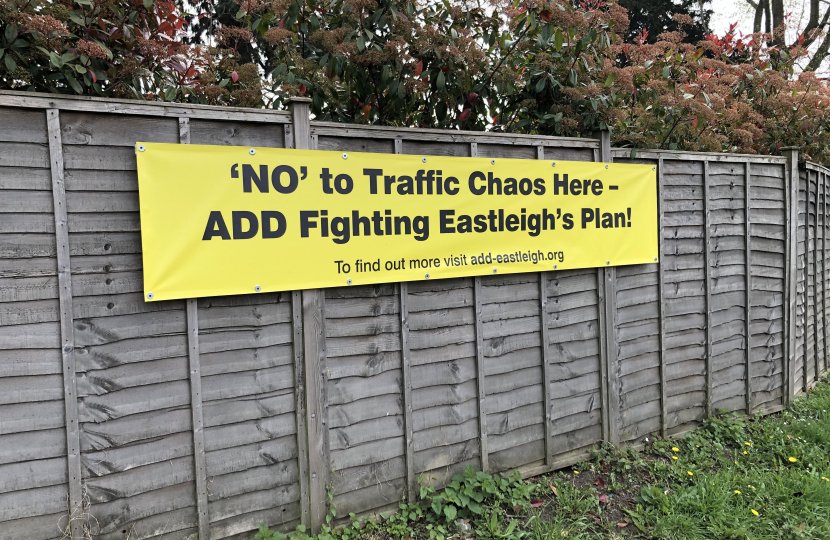 ‘NO’ to Traffic Chaos Here –
ADD Fighting Eastleigh’s Plan!
To find out more visit add-eastleigh.org